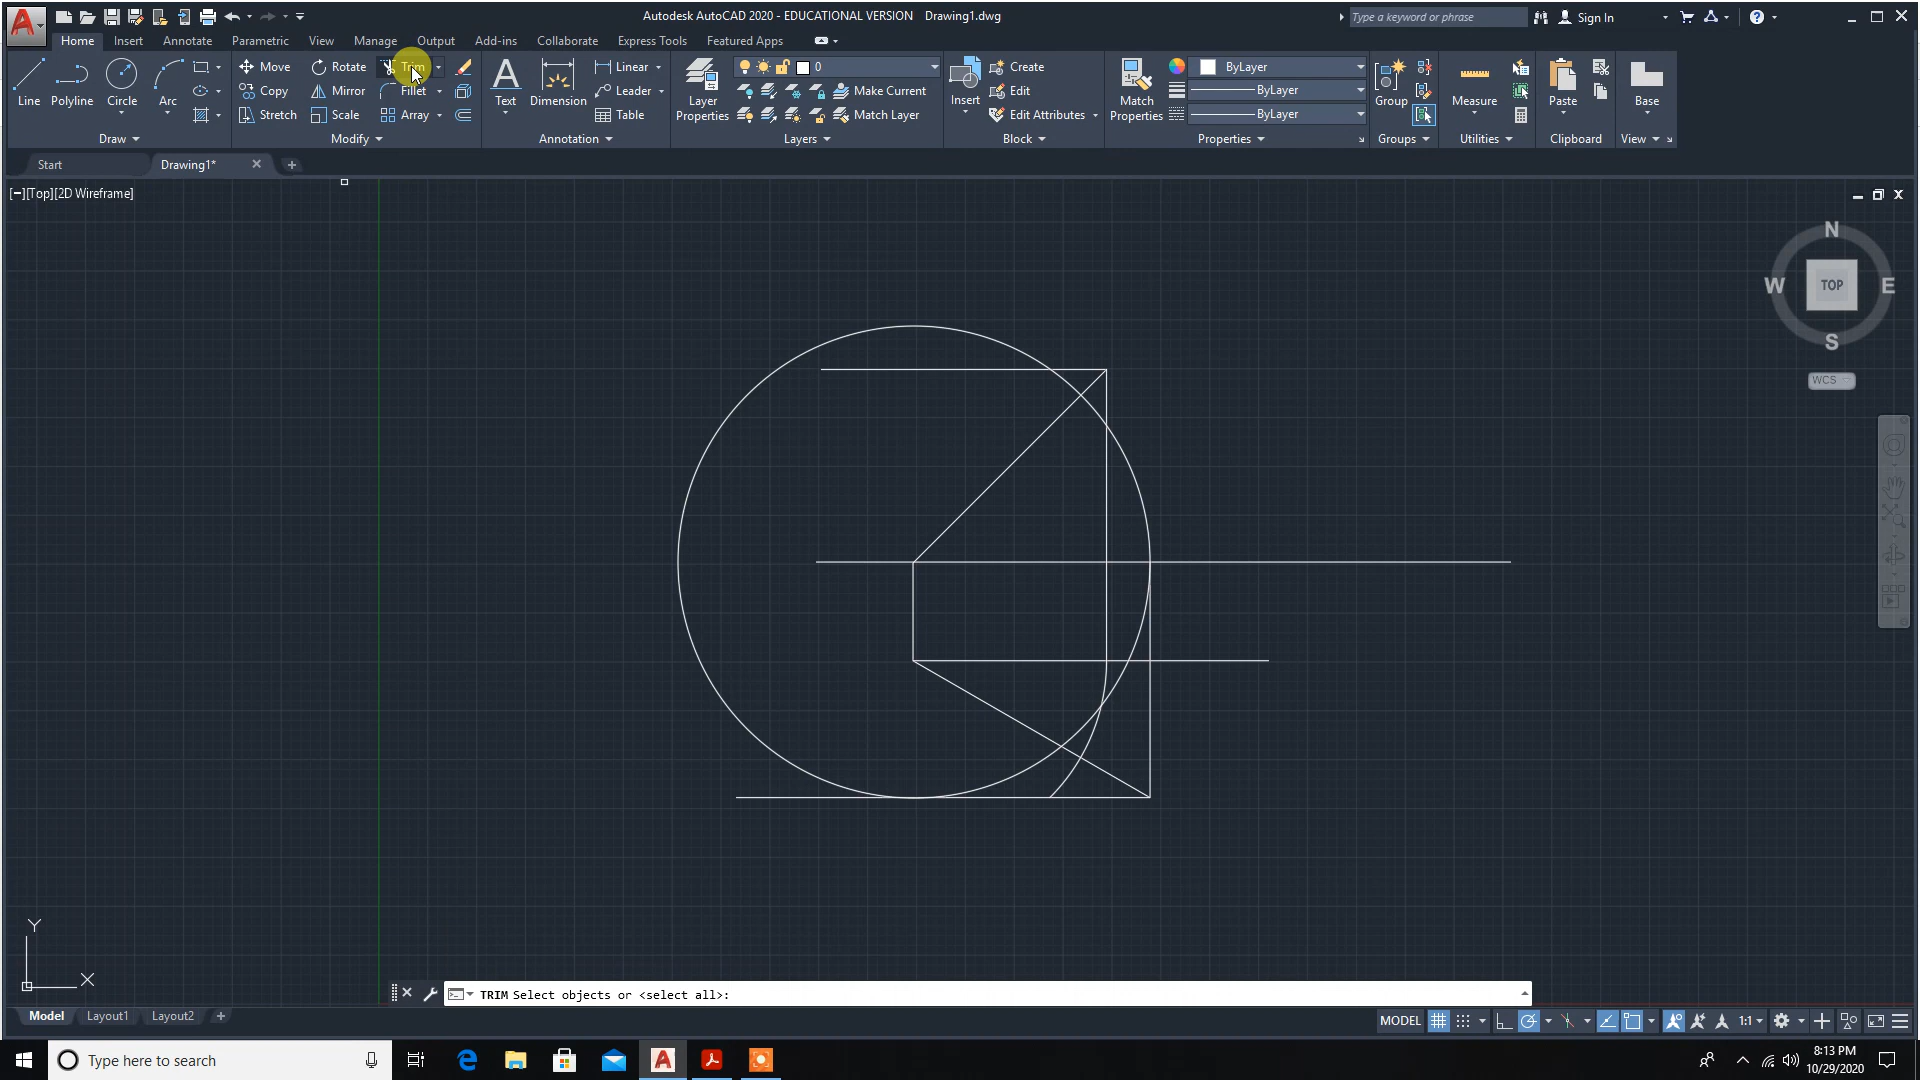 Autodesk AutoCAD 2020 - EDUCATIONAL VERSION Drawing1.dwg
Type a keyword or phrase
Sign In
Home Insert Annotate Parametric View Manage Output Add-ins Collaborate Express Tools Featured Apps
Line
Polyline
Circle
Arc
Draw
Move
Rotate
Trim
Copy
Mirror
Fillet
Stretch
Scale
Array
Modify
Text
Dimension
Linear
Leader
Table
Annotation
Layer
Properties
0
Make Current
Match Layer
Layers
Insert
Create
Edit
Edit Attributes
Block
Match
Properties
ByLayer
ByLayer
ByLayer
Properties
Group
Groups
Measure
Utilities
Paste
Clipboard
Base
View
Start
Drawing1*
[−][Top][2D Wireframe]
N
W
TOP
E
S
WCS
Y
X
TRIM Select objects or <select all>:
Model Layout1 Layout2
MODEL
1:1
Type here to search
8:13 PM
10/29/2020